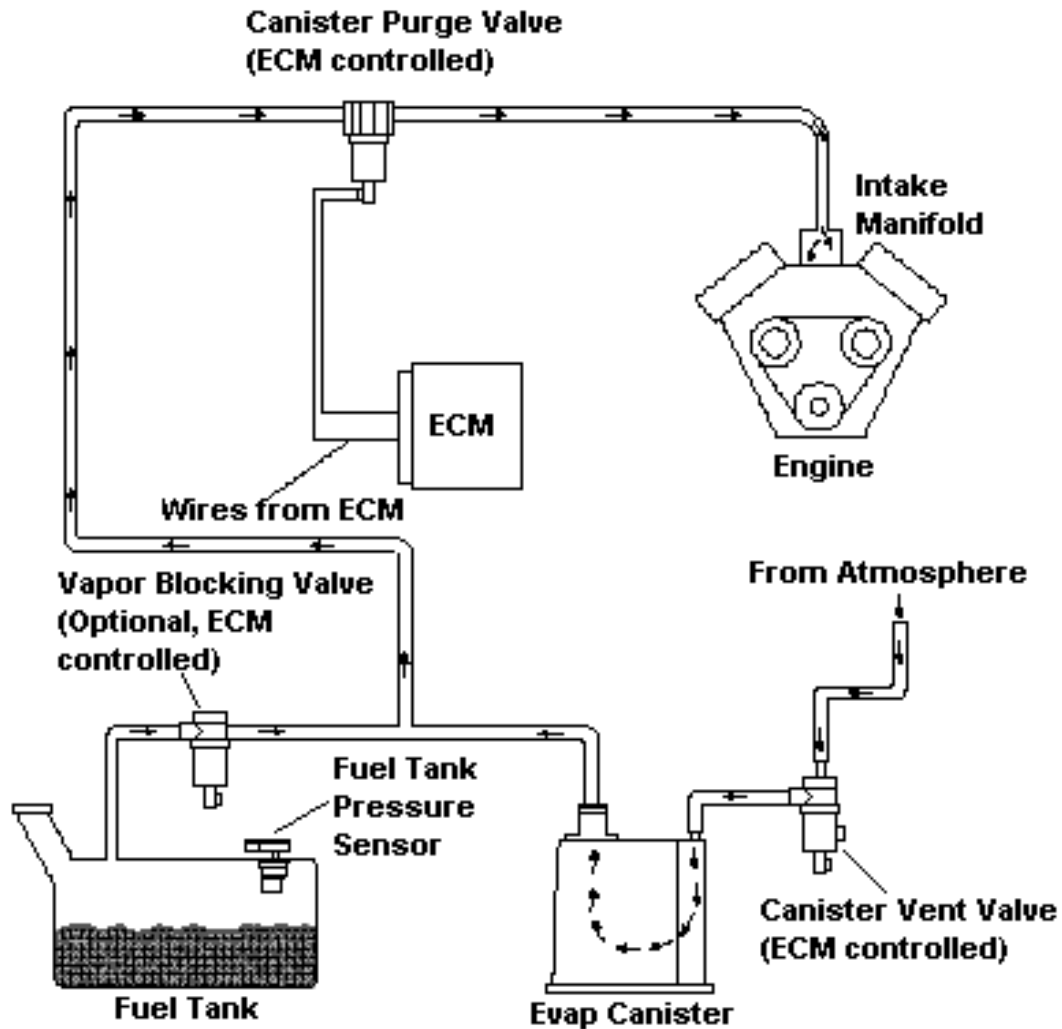 Canister Purge Valve
(ECM controlled)
Intake
Manifold
ECM
Engine
Wires from ECM
Vapor Blocking Valve
(Optional, ECM
controlled)
From Atmosphere
Fuel Tank
Pressure
Sensor
Canister Vent Valve
(ECM controlled)
Fuel Tank
Evap Canister